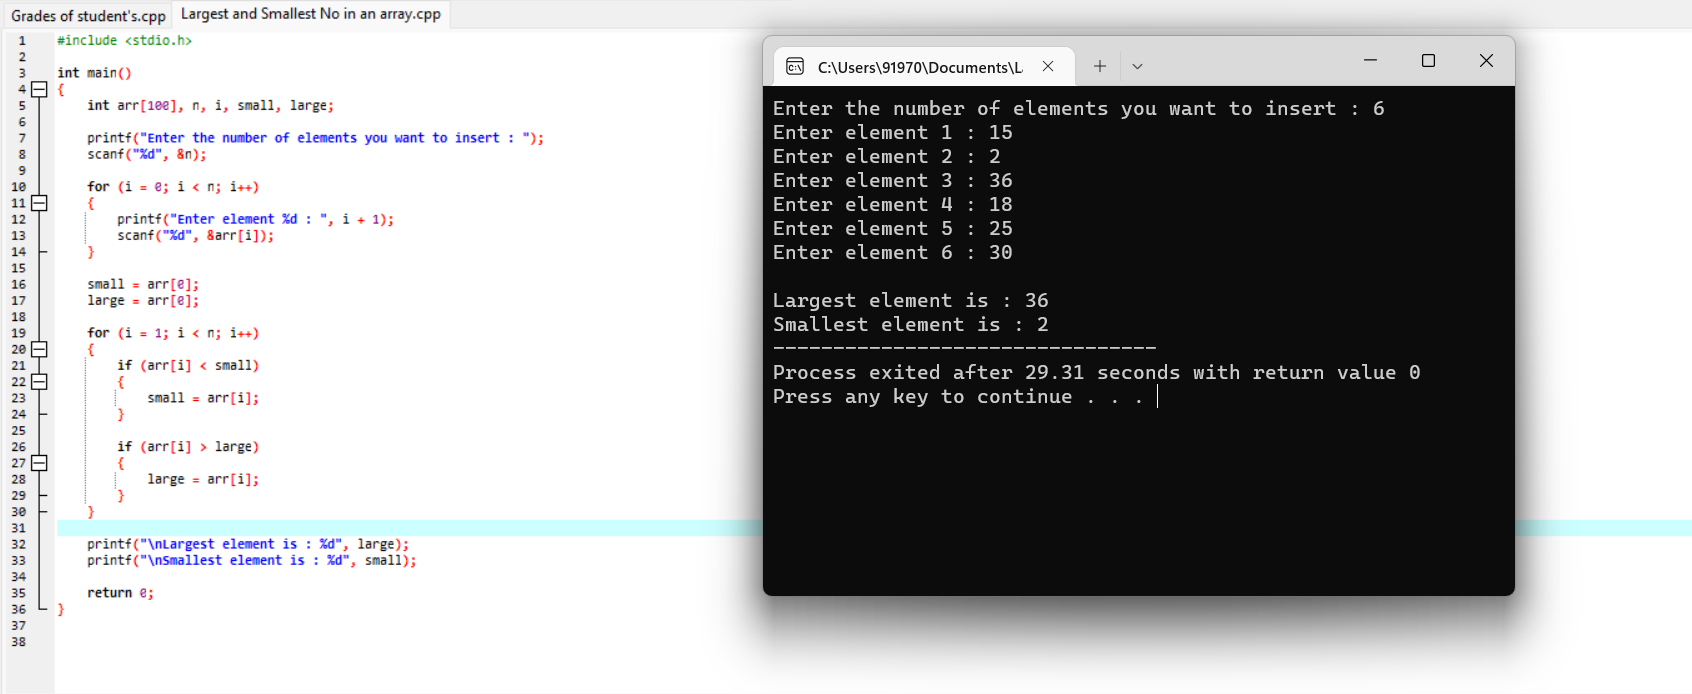 Grades of student's.cpp
Largest and Smallest No in an array.cpp
1 #include <stdio.h>
2
3 int main()
4 {
5 int arr[100], n, i, small, large;
6
7 printf("Enter the number of elements you want to insert : ");
8 scanf("%d", &n);
9
10 for (i = 0; i < n; i++)
11 {
12 printf("Enter element %d : ", i + 1);
13 scanf("%d", &arr[i]);
14 }
15
16 small = arr[0];
17 large = arr[0];
18
19 for (i = 1; i < n; i++)
20 {
21 if (arr[i] < small)
22 {
23 small = arr[i];
24 }
25
26 if (arr[i] > large)
27 {
28 large = arr[i];
29 }
30 }
31
32 printf("\nLargest element is : %d", large);
33 printf("\nSmallest element is : %d", small);
34
35 return 0;
36 }
37
38
C:\Users\91970\Documents\L
Enter the number of elements you want to insert : 6
Enter element 1 : 15
Enter element 2 : 2
Enter element 3 : 36
Enter element 4 : 18
Enter element 5 : 25
Enter element 6 : 30
Largest element is : 36
Smallest element is : 2
--------------------------------
Process exited after 29.31 seconds with return value 0
Press any key to continue . . .